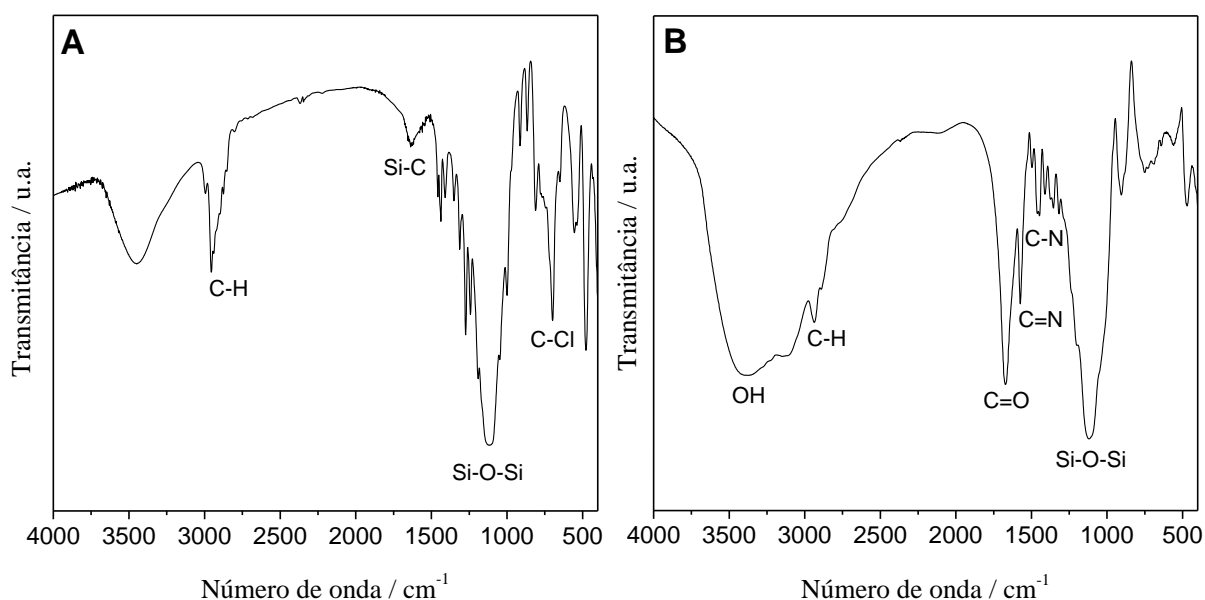 A
Si-C
C-H
C-Cl
Si-O-Si
Transmitância / u.a.
4000 3500 3000 2500 2000 1500 1000 500
Número de onda / cm-1
B
C-N
C=N
C-H
OH
C=O
Si-O-Si
Transmitância / u.a.
4000 3500 3000 2500 2000 1500 1000 500
Número de onda / cm-1